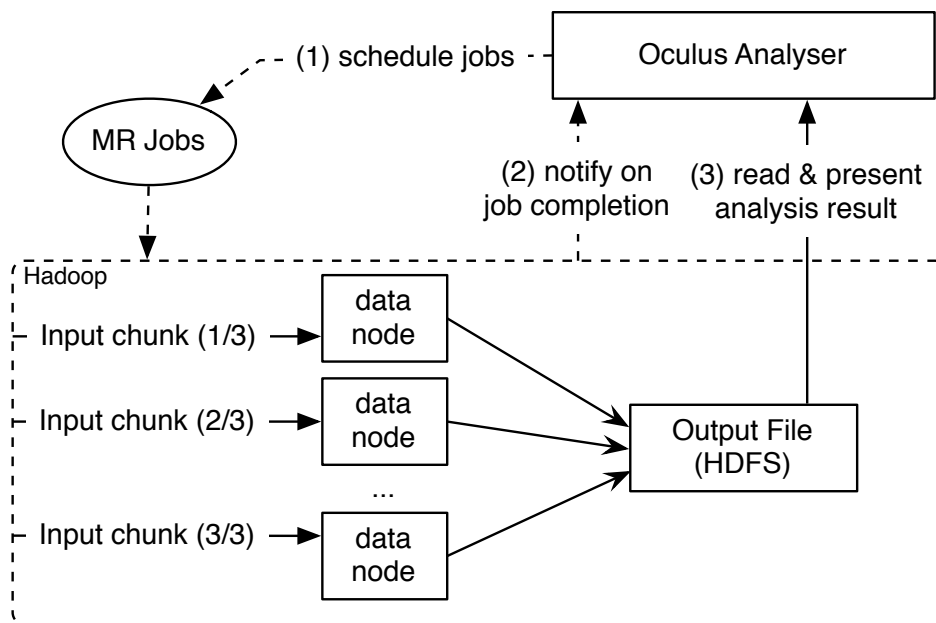 (1) schedule jobs
Oculus Analyser
MR Jobs
(2) notify on
job completion
(3) read & present
analysis result
Hadoop
Input chunk (1/3)
data
node
Input chunk (2/3)
data
node
Output File
(HDFS)
...
Input chunk (3/3)
data
node